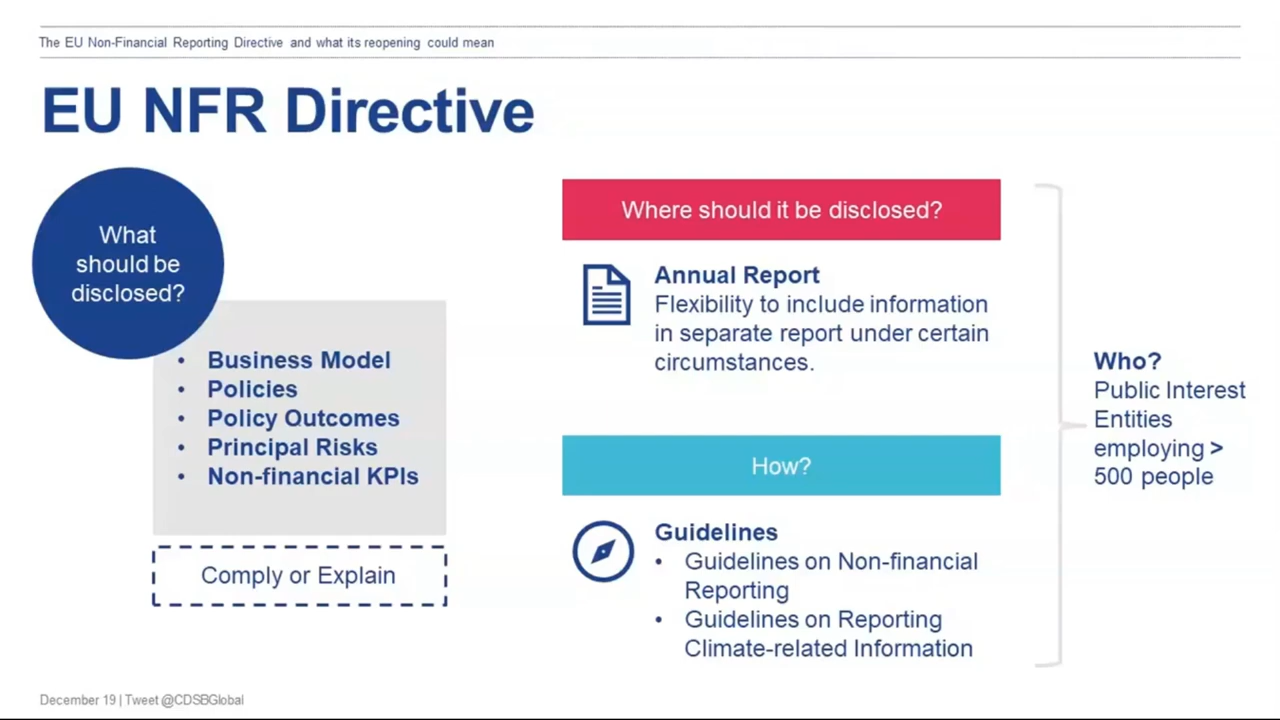 The EU Non-Financial Reporting Directive and what its reopening could mean
EU NFR Directive
What
should be
disclosed?
• Business Model
• Policies
• Policy Outcomes
• Principal Risks
• Non-financial KPIs
Comply or Explain
Where should it be disclosed?
Annual Report
Flexibility to include information
in separate report under certain
circumstances.
How?
Guidelines
• Guidelines on Non-financial
Reporting
• Guidelines on Reporting
Climate-related Information
Who?
Public Interest
Entities
employing >
500 people
December 19 | Tweet @CDSBGlobal